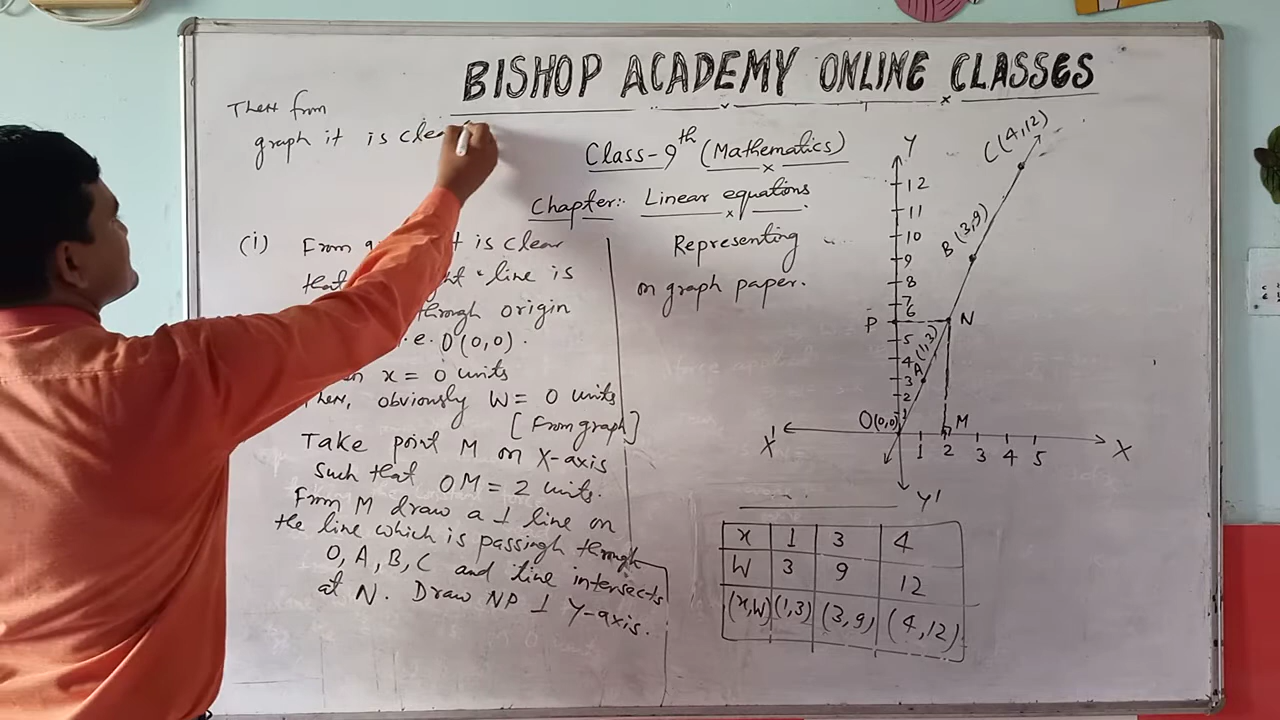 BISHOP ACADEMY ONLINE CLASSES
Then from
graph it is clea
Class-9th (Mathematics)
Chapter:- Linear equations
Representing
on graph paper.
(i) From it is clear
that line is
through origin
i.e. O(0,0).
x = 0 units
Then, obviously W = 0 units
[From graph]
Take point M on X-axis
such that OM = 2 units.
From M draw a ⊥ line on
the line which is passingh through
O, A, B, C and line intersects
at N. Draw NP ⊥ Y-axis.
Y
C(4,12)
12
11
10
B(3,9)
9
8
7
6
P
N
5
4
A(1,3)
3
2
1
O(0,0)
M
X'
1 2 3 4 5
X
Y'
x 1 3 4
W 3 9 12
(x,W) (1,3) (3,9) (4,12)